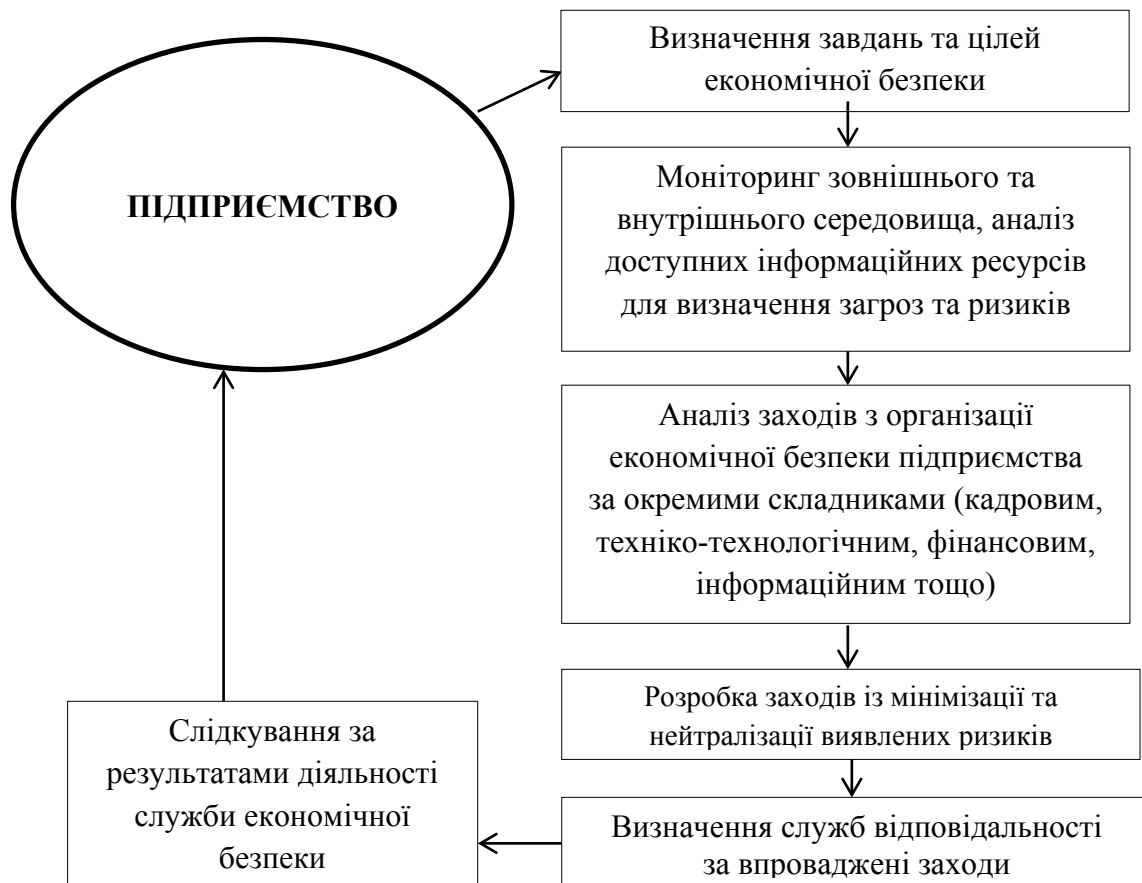 ПІДПРИЄМСТВО
Визначення завдань та цілей
економічної безпеки
Моніторинг зовнішнього та
внутрішнього середовища, аналіз
доступних інформаційних ресурсів
для визначення загроз та ризиків
Аналіз заходів з організації
економічної безпеки підприємства
за окремими складниками (кадровим,
техніко-технологічним, фінансовим,
інформаційним тощо)
Розробка заходів із мінімізації та
нейтралізації виявлених ризиків
Визначення служб відповідальності
за впроваджені заходи
Слідкування за
результатами діяльності
служби економічної
безпеки